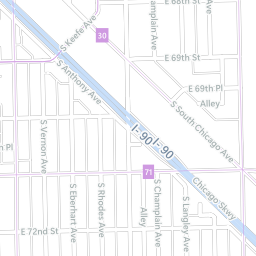 E 68th St
S Keefe Ave
30
Champlain Ave
E 69th St
S Anthony Ave
E 69th Pl
Alley
I- 90
I- 90
S South Chicago Ave
S Vernon Ave
71
Chicago Skwy
S Eberhart Ave
S Rhodes Ave
Alley
S Champlain Ave
S Langley Ave
E 72nd St